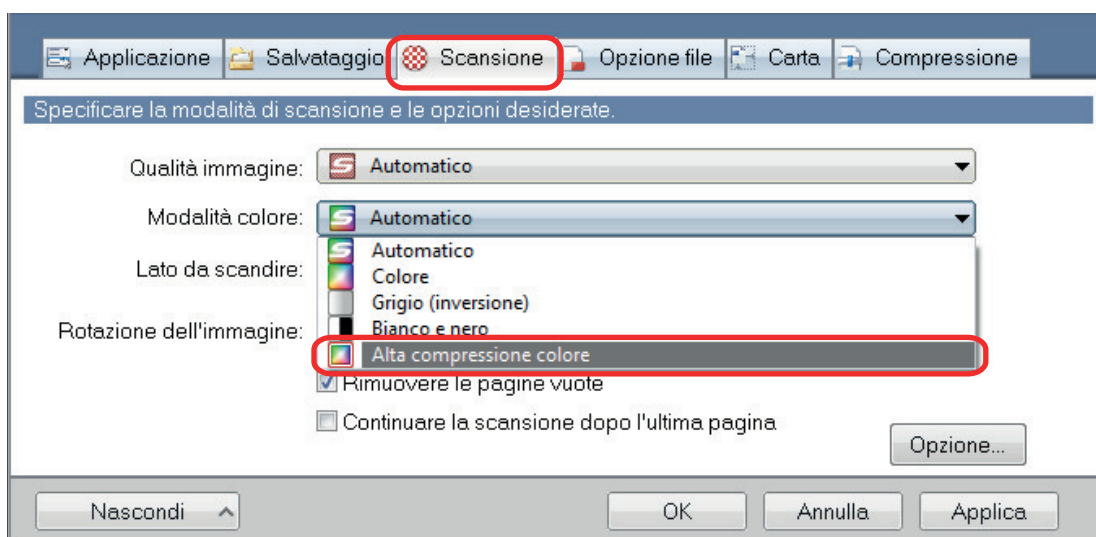 Applicazione Salvataggio Scansione Opzione file Carta Compressione
Specificare la modalità di scansione e le opzioni desiderate.
Qualità immagine: Automatico
Modalità colore: Automatico
Automatico
Lato da scandire: Colore
Grigio (inversione)
Rotazione dell'immagine: Bianco e nero
Alta compressione colore
Rimuovere le pagine vuote
Continuare la scansione dopo l'ultima pagina
Opzione...
Nascondi OK Annulla Applica